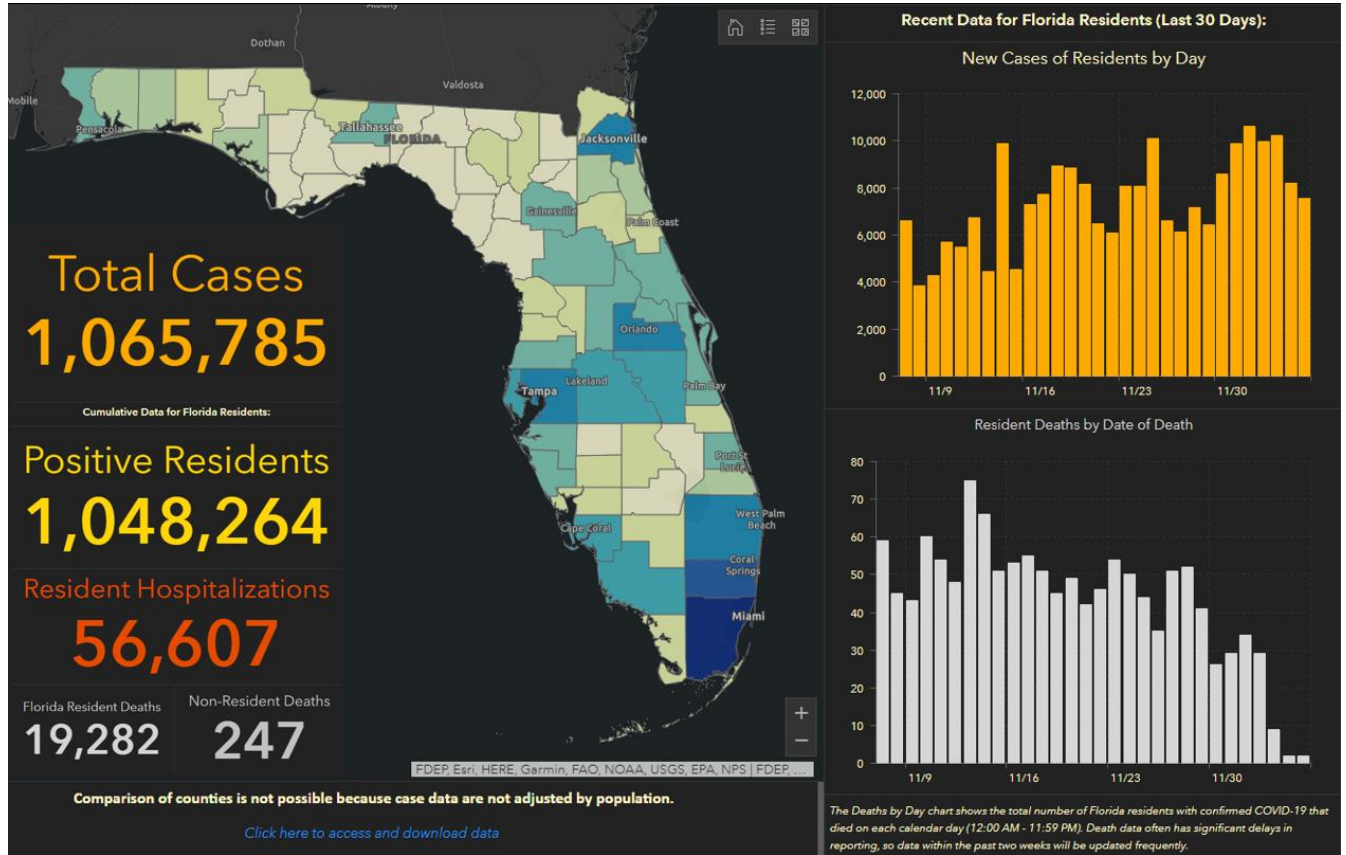 Dothan
Valdosta
Mobile
Pensacola
Tallahassee
FLORIDA
Jacksonville
Gainesville
Palm Coast
Orlando
Tampa
Lakeland
Palm Bay
Port St
Lucie
Cape Coral
West Palm
Beach
Coral
Springs
Miami
+
−
FDEP, Esri, HERE, Garmin, FAO, NOAA, USGS, EPA, NPS | FDEP, ...
Total Cases
1,065,785
Cumulative Data for Florida Residents:
Positive Residents
1,048,264
Resident Hospitalizations
56,607
Florida Resident Deaths
19,282
Non-Resident Deaths
247
Comparison of counties is not possible because case data are not adjusted by population.
Click here to access and download data
Recent Data for Florida Residents (Last 30 Days):
New Cases of Residents by Day
12,000
10,000
8,000
6,000
4,000
2,000
0
11/9 11/16 11/23 11/30
Resident Deaths by Date of Death
80
70
60
50
40
30
20
10
0
11/9 11/16 11/23 11/30
The Deaths by Day chart shows the total number of Florida residents with confirmed COVID-19 that
died on each calendar day (12:00 AM - 11:59 PM). Death data often has significant delays in
reporting, so data within the past two weeks will be updated frequently.